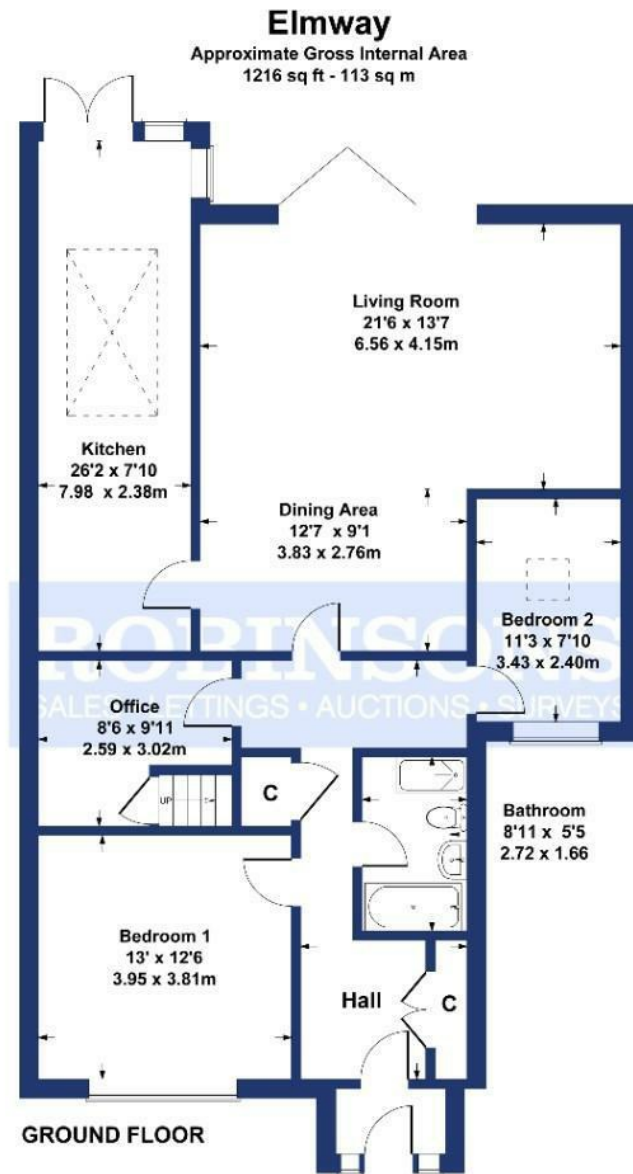 Elmway
Approximate Gross Internal Area
1216 sq ft - 113 sq m
Living Room
21'6 x 13'7
6.56 x 4.15m
Kitchen
26'2 x 7'10
7.98 x 2.38m
Dining Area
12'7 x 9'1
3.83 x 2.76m
ROBINSONS
SALES • LETTINGS • AUCTIONS • SURVEYS
Bedroom 2
11'3 x 7'10
3.43 x 2.40m
Office
8'6 x 9'11
2.59 x 3.02m
UP
C
Bathroom
8'11 x 5'5
2.72 x 1.66
Bedroom 1
13' x 12'6
3.95 x 3.81m
Hall
C
GROUND FLOOR